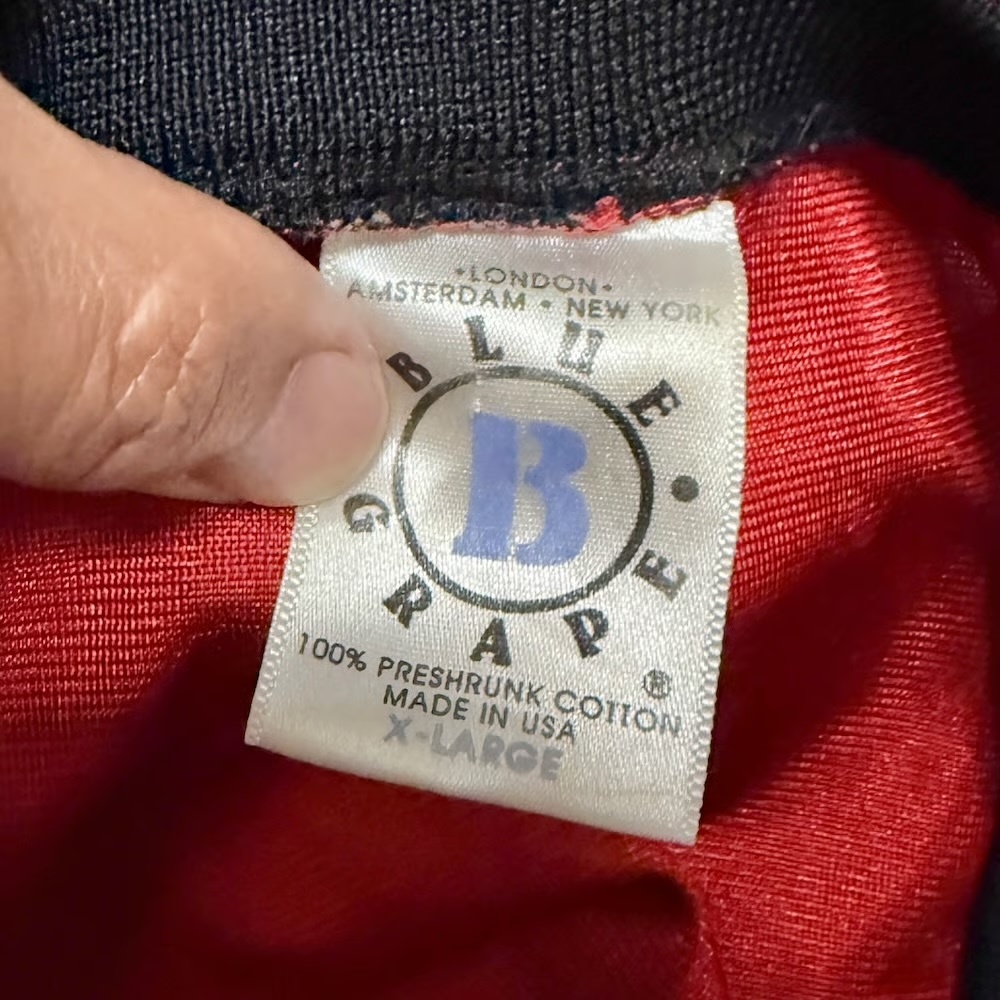 •LONDON•
AMSTERDAM • NEW YORK
BLUE •
B
GRAPE
®
100% PRESHRUNK COTTON
MADE IN USA
X-LARGE